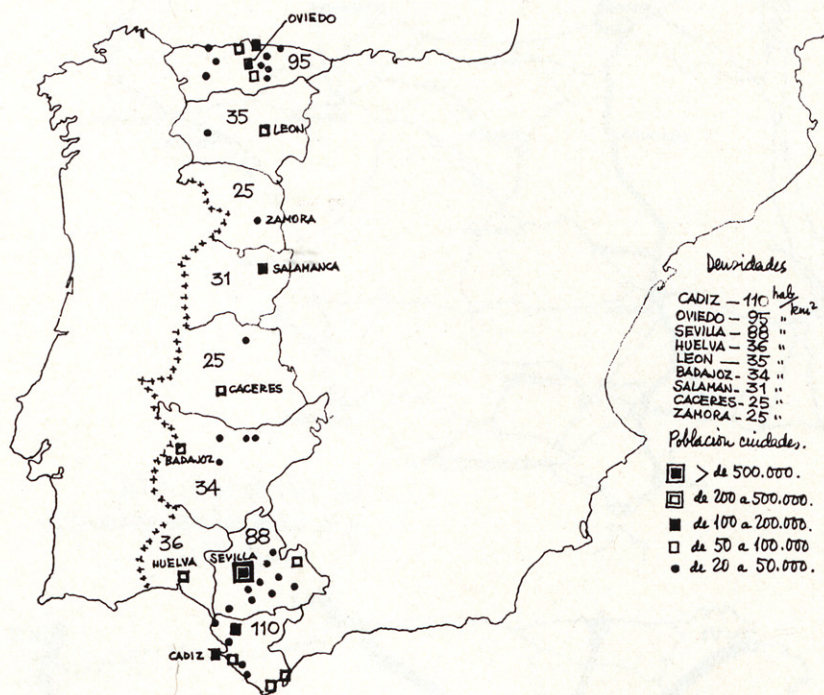 OVIEDO
95
35
LEON
25
ZAMORA
31
SALAMANCA
25
CACERES
BADAJOZ
34
36
HUELVA
88
SEVILLA
110
CADIZ
Densidades
CADIZ — 110 hab/km²
OVIEDO — 95 "
SEVILLA — 88 "
HUELVA — 36 "
LEON — 35 "
BADAJOZ - 34 "
SALAMAN - 31 "
CACERES - 25 "
ZAMORA - 25 "
Población ciudades.
> de 500.000.
de 200 a 500.000.
de 100 a 200.000.
de 50 a 100.000
de 20 a 50.000.